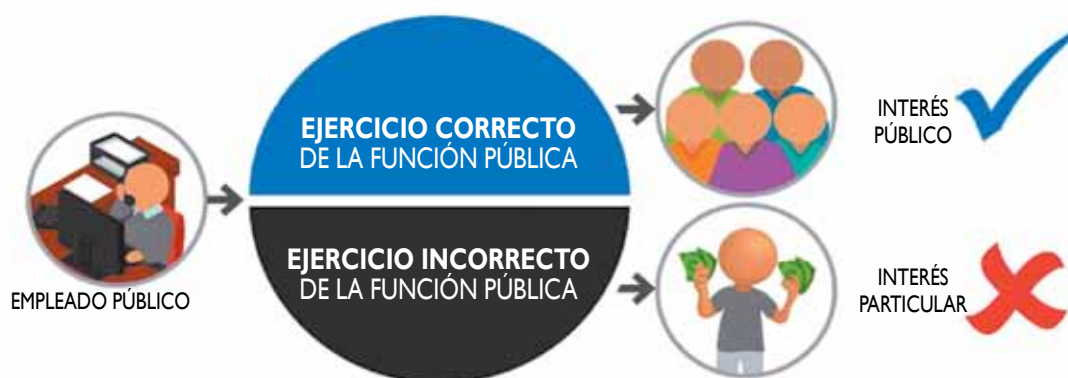 EMPLEADO PÚBLICO
EJERCICIO CORRECTO
DE LA FUNCIÓN PÚBLICA
INTERÉS
PÚBLICO
EJERCICIO INCORRECTO
DE LA FUNCIÓN PÚBLICA
INTERÉS
PARTICULAR